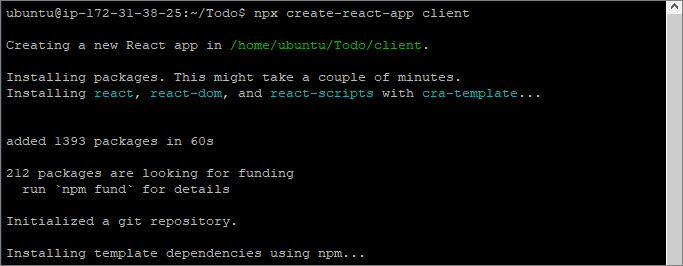 ubuntu@ip-172-31-38-25:~/Todo$ npx create-react-app client
Creating a new React app in /home/ubuntu/Todo/client.
Installing packages. This might take a couple of minutes.
Installing react, react-dom, and react-scripts with cra-template...
added 1393 packages in 60s
212 packages are looking for funding
  run `npm fund` for details
Initialized a git repository.
Installing template dependencies using npm...